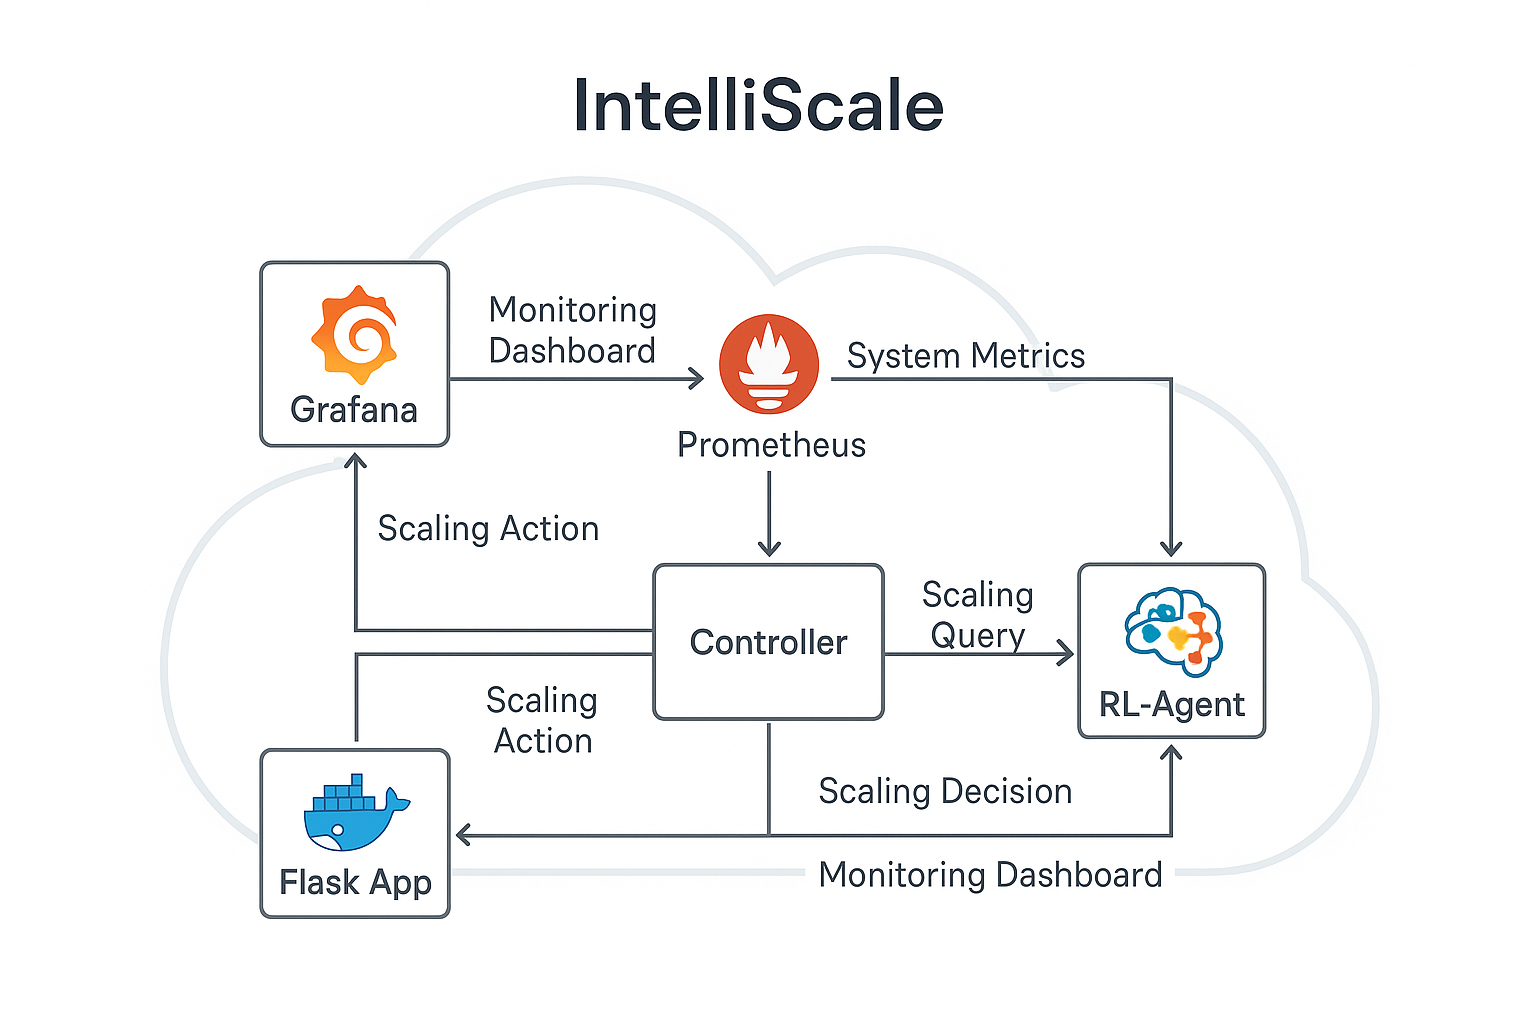 IntelliScale
Monitoring
Dashboard
System Metrics
Grafana
Prometheus
Scaling Action
Scaling
Query
Controller
Scaling
Action
RL-Agent
Scaling Decision
Flask App
Monitoring Dashboard